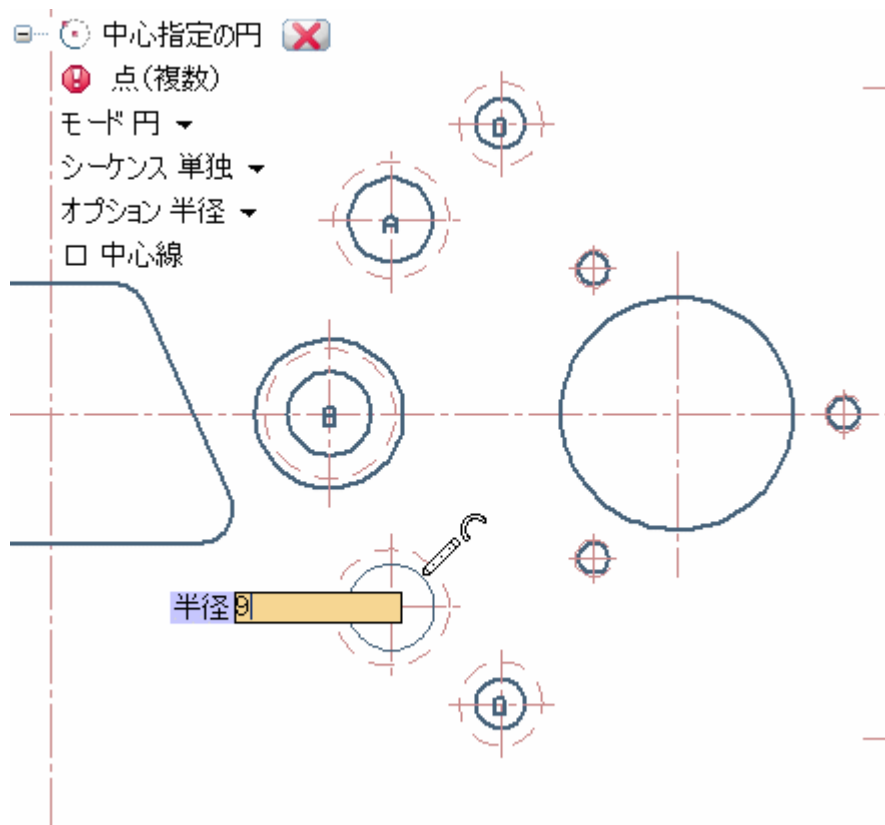 中心指定の円
点(複数)
モード 円
シーケンス 単独
オプション 半径
中心線
D
A
B
半径 9
D